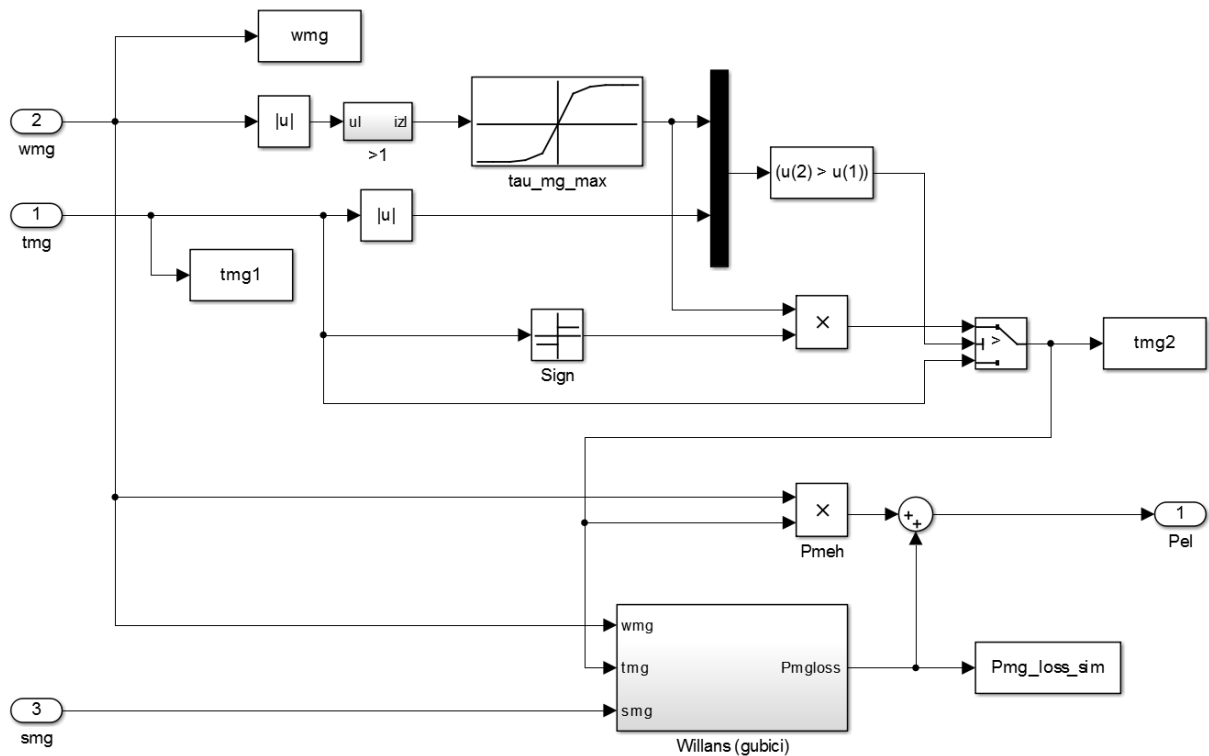 wmg
2
wmg
|u|
ul
izl
>1
tau_mg_max
(u(2) > u(1))
1
tmg
|u|
tmg1
Sign
×
>
tmg2
×
Pmeh
+
+
1
Pel
wmg
tmg
smg
Pmgloss
Willans (gubici)
Pmg_loss_sim
3
smg